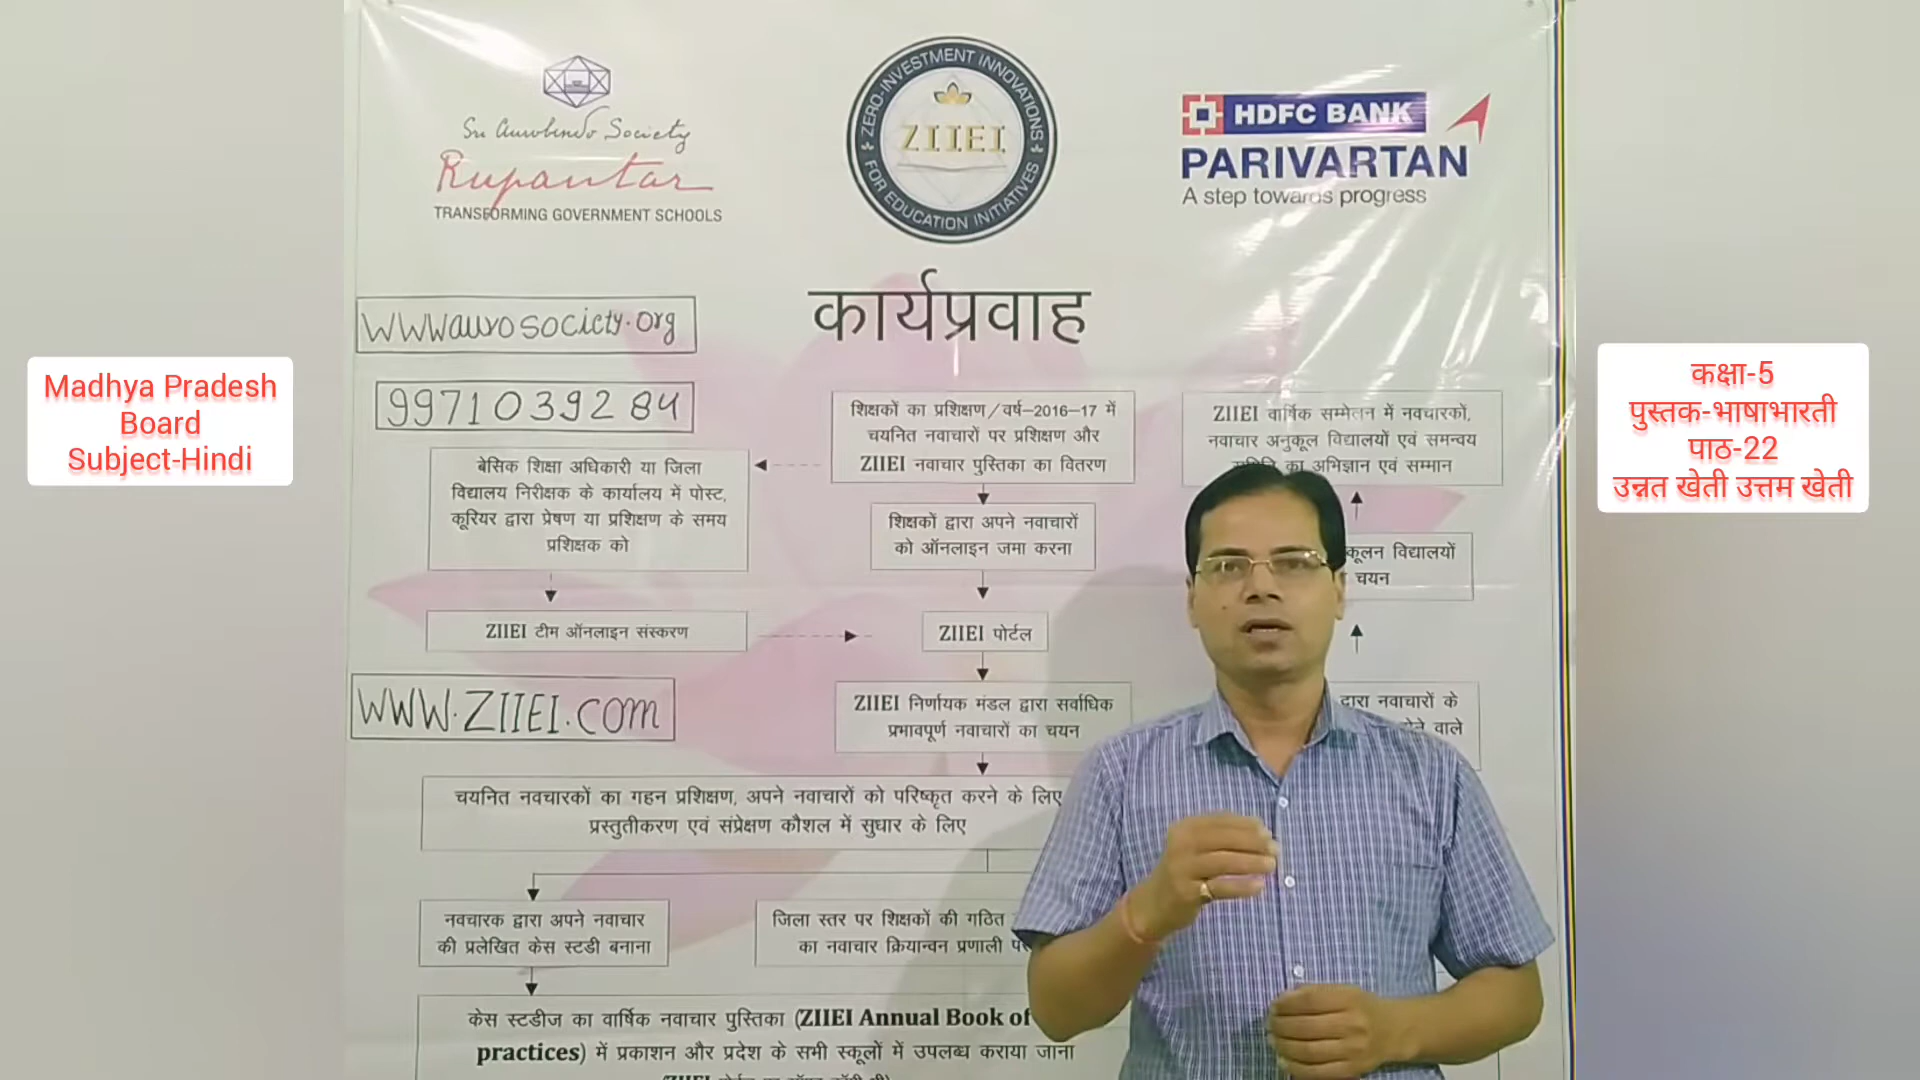 Sri Aurobindo Society
Rupantar
TRANSFORMING GOVERNMENT SCHOOLS
ZERO-INVESTMENT INNOVATIONS
ZIIEI
FOR EDUCATION INITIATIVES
HDFC BANK
PARIVARTAN
A step towards progress
कार्यप्रवाह
WWWaurosociety.org
9971039284
Madhya Pradesh
Board
Subject-Hindi
कक्षा-5
पुस्तक-भाषाभारती
पाठ-22
उन्नत खेती उत्तम खेती
शिक्षकों का प्रशिक्षण/वर्ष–2016–17 में
चयनित नवाचारों पर प्रशिक्षण और
ZIIEI नवाचार पुस्तिका का वितरण
ZIIEI वार्षिक सम्मेलन में नवचारकों,
नवाचार अनुकूल विद्यालयों एवं समन्वय
का अभिज्ञान एवं सम्मान
बेसिक शिक्षा अधिकारी या जिला
विद्यालय निरीक्षक के कार्यालय में पोस्ट,
कूरियर द्वारा प्रेषण या प्रशिक्षण के समय
प्रशिक्षक को
शिक्षकों द्वारा अपने नवाचारों
को ऑनलाइन जमा करना
विद्यालयों
चयन
ZIIEI टीम ऑनलाइन संस्करण
ZIIEI पोर्टल
WWW.ZIIEI.com
ZIIEI निर्णायक मंडल द्वारा सर्वाधिक
प्रभावपूर्ण नवाचारों का चयन
द्वारा नवाचारों के
वाले
चयनित नवचारकों का गहन प्रशिक्षण, अपने नवाचारों को परिष्कृत करने के लिए
प्रस्तुतीकरण एवं संप्रेक्षण कौशल में सुधार के लिए
नवचारक द्वारा अपने नवाचार
की प्रलेखित केस स्टडी बनाना
जिला स्तर पर शिक्षकों की गठित
का नवाचार क्रियान्वन प्रणाली
केस स्टडीज का वार्षिक नवाचार पुस्तिका (ZIIEI Annual Book of
practices) में प्रकाशन और प्रदेश के सभी स्कूलों में उपलब्ध कराया जाना